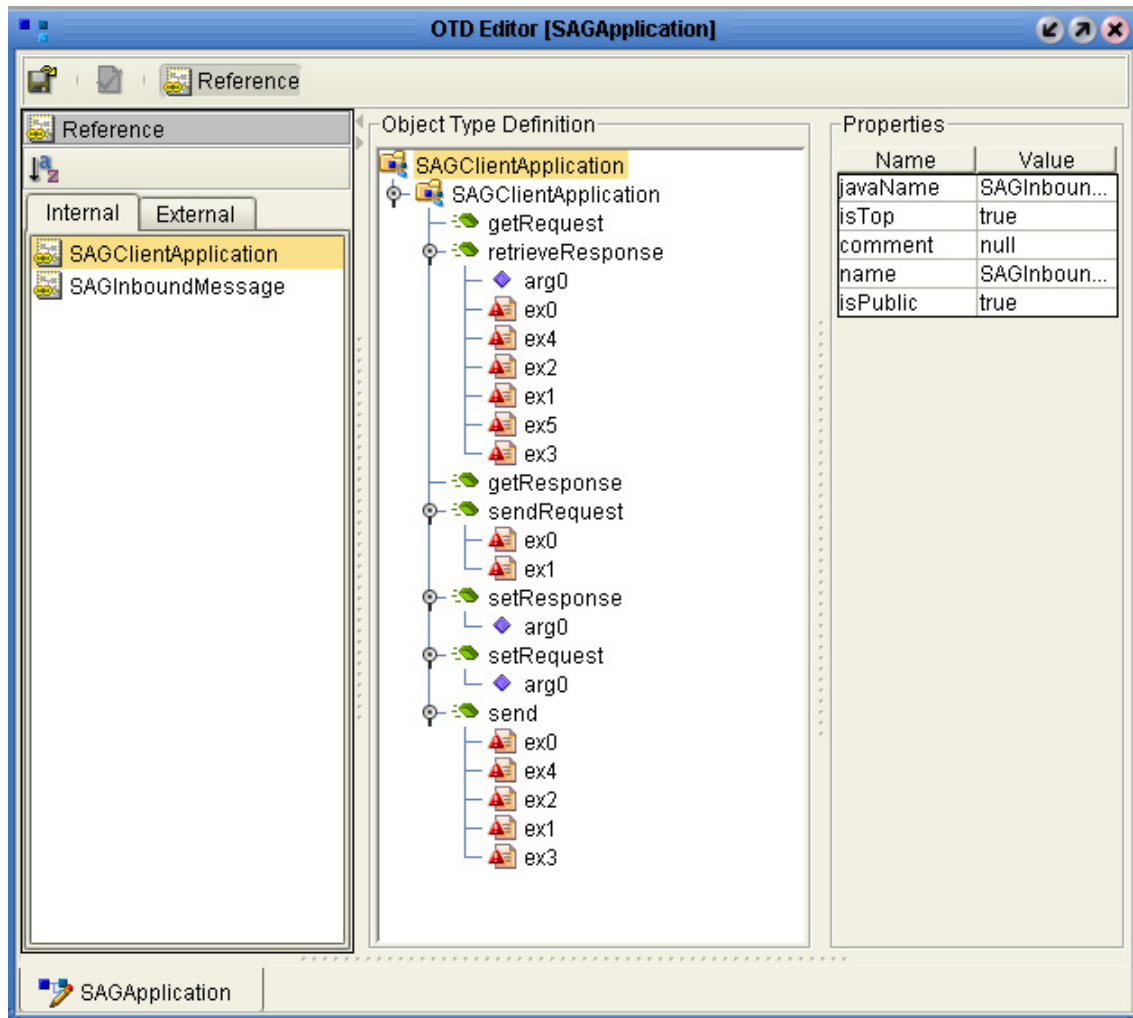 OTD Editor [SAGApplication]
Reference
Reference
Internal External
SAGClientApplication
SAGInboundMessage
Object Type Definition
SAGClientApplication
SAGClientApplication
getRequest
retrieveResponse
arg0
ex0
ex4
ex2
ex1
ex5
ex3
getResponse
sendRequest
ex0
ex1
setResponse
arg0
setRequest
arg0
send
ex0
ex4
ex2
ex1
ex3
Properties
Name Value
javaName SAGInboun...
isTop true
comment null
name SAGInboun...
isPublic true
SAGApplication